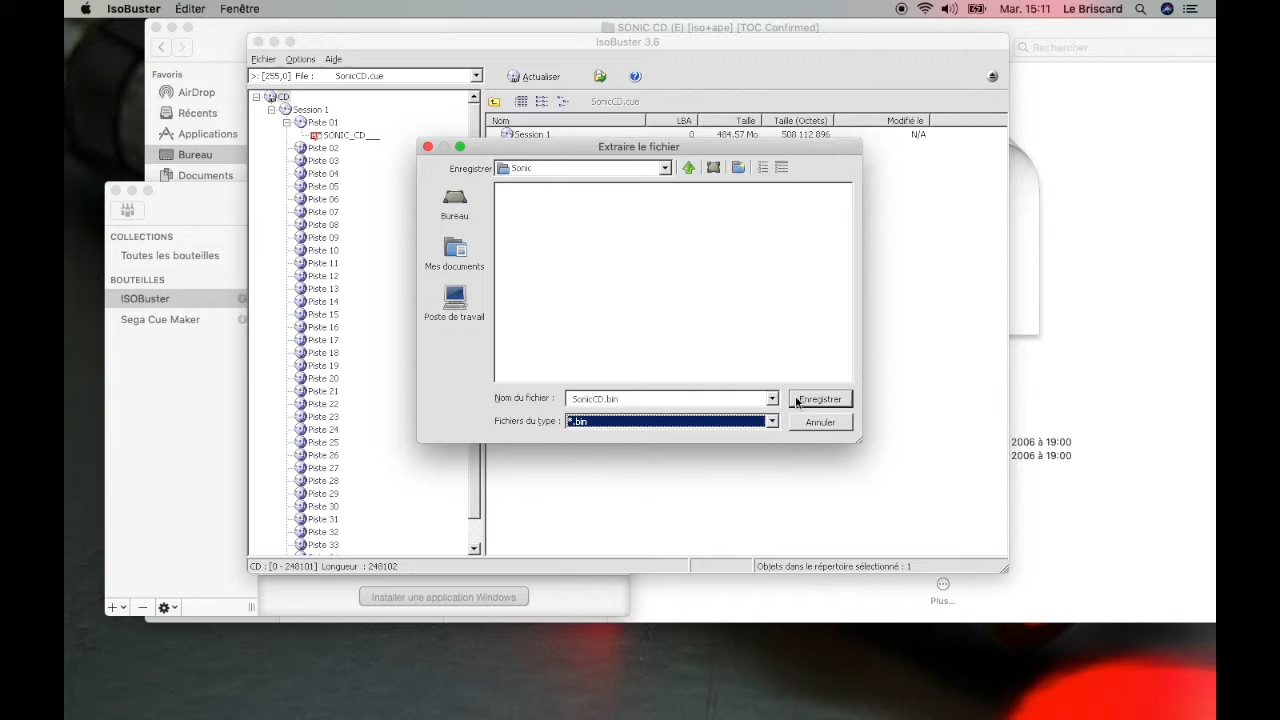 IsoBuster Éditer Fenêtre Mar. 15:11 Le Briscard
SONIC CD (E) [iso+ape] [TOC Confirmed]
Rechercher
Favoris
AirDrop
Récents
Applications
Bureau
Documents
COLLECTIONS
Toutes les bouteilles
BOUTEILLES
ISOBuster
Sega Cue Maker
IsoBuster 3.6
Fichier Options Aide
>: [255,0] File : SonicCD.cue
Actualiser
SonicCD.cue
CD
Session 1
Piste 01
SONIC_CD___
Piste 02
Piste 03
Piste 04
Piste 05
Piste 06
Piste 07
Piste 08
Piste 09
Piste 10
Piste 11
Piste 12
Piste 13
Piste 14
Piste 15
Piste 16
Piste 17
Piste 18
Piste 19
Piste 20
Piste 21
Piste 22
Piste 23
Piste 24
Piste 25
Piste 26
Piste 27
Piste 28
Piste 29
Piste 30
Piste 31
Piste 32
Piste 33
Nom LBA Taille Taille (Octets) Modifié le
Session 1 0 484.57 Mo 508 112 896 N/A
Extraire le fichier
Enregistrer Sonic
Bureau
Mes documents
Poste de travail
Nom du fichier : SonicCD.bin Enregistrer
Fichiers du type : *.bin Annuler
2006 à 19:00
2006 à 19:00
CD : [0 - 248101] Longueur : 248102
Objets dans le répertoire sélectionné : 1
Installer une application Windows
Plus...